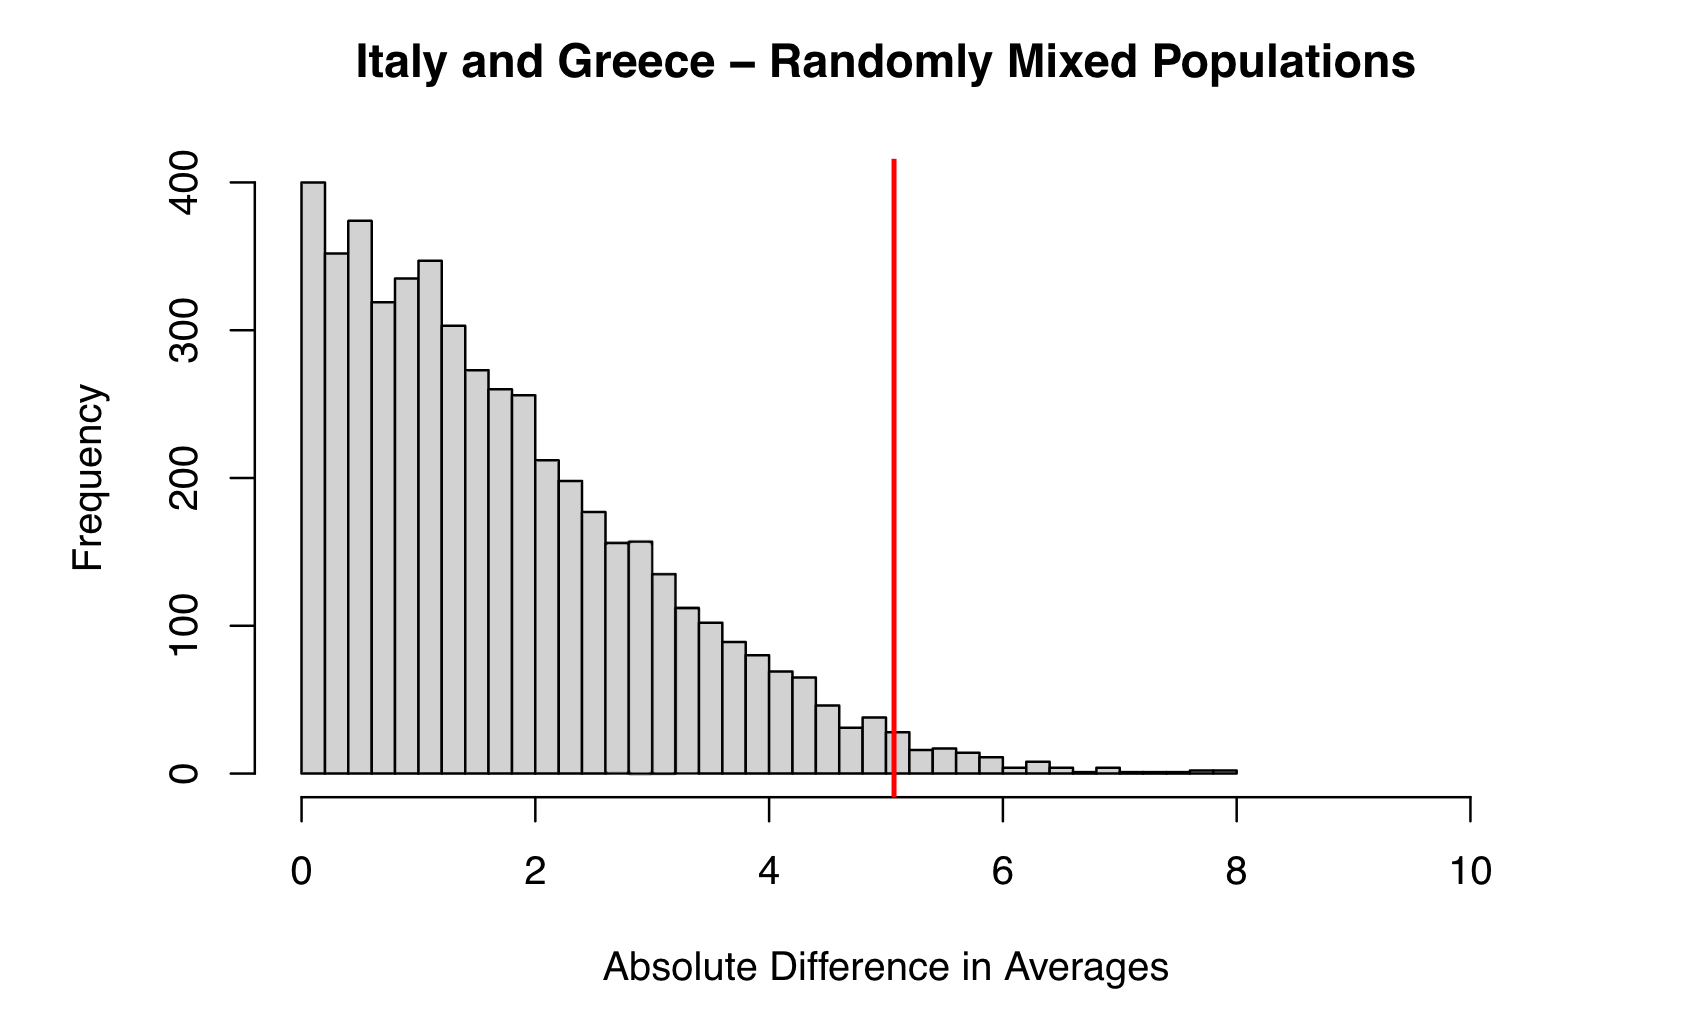 Italy and Greece – Randomly Mixed Populations
400
300
200
100
0
Frequency
0 2 4 6 8 10
Absolute Difference in Averages